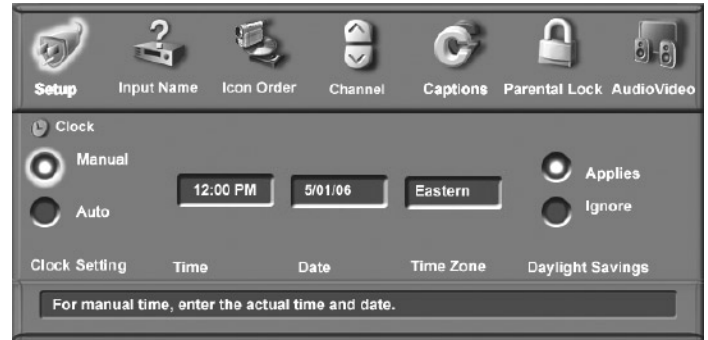 Setup Input Name Icon Order Channel Captions Parental Lock AudioVideo
Clock
Manual
12:00 PM 5/01/06 Eastern
Applies
Auto
Ignore
Clock Setting Time Date Time Zone Daylight Savings
For manual time, enter the actual time and date.